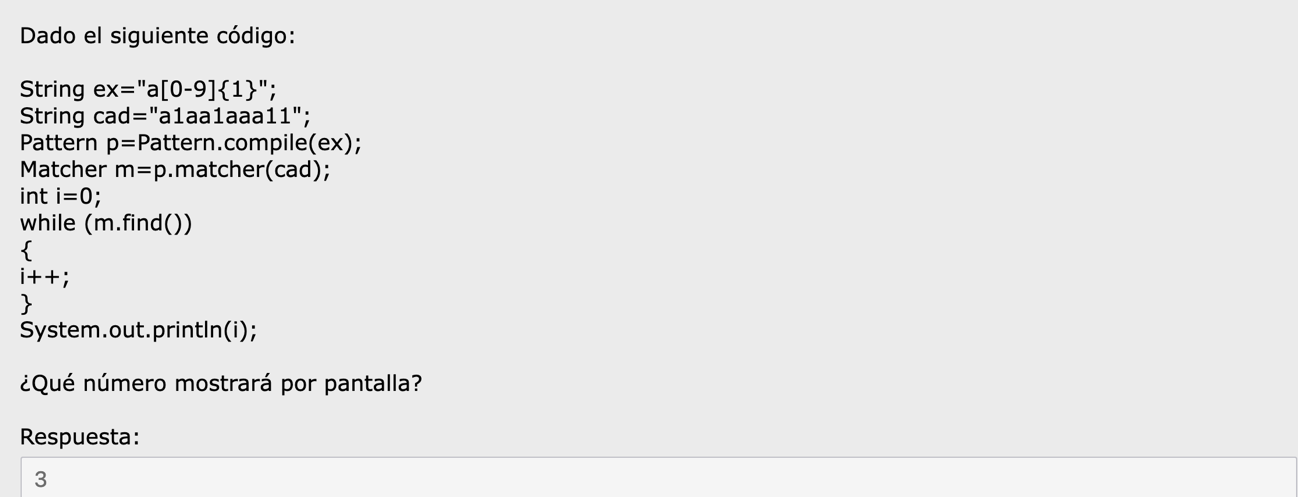 Dado el siguiente código:
String ex="a[0-9]{1}";
String cad="a1aa1aaa11";
Pattern p=Pattern.compile(ex);
Matcher m=p.matcher(cad);
int i=0;
while (m.find())
{
i++;
}
System.out.println(i);
¿Qué número mostrará por pantalla?
Respuesta:
3